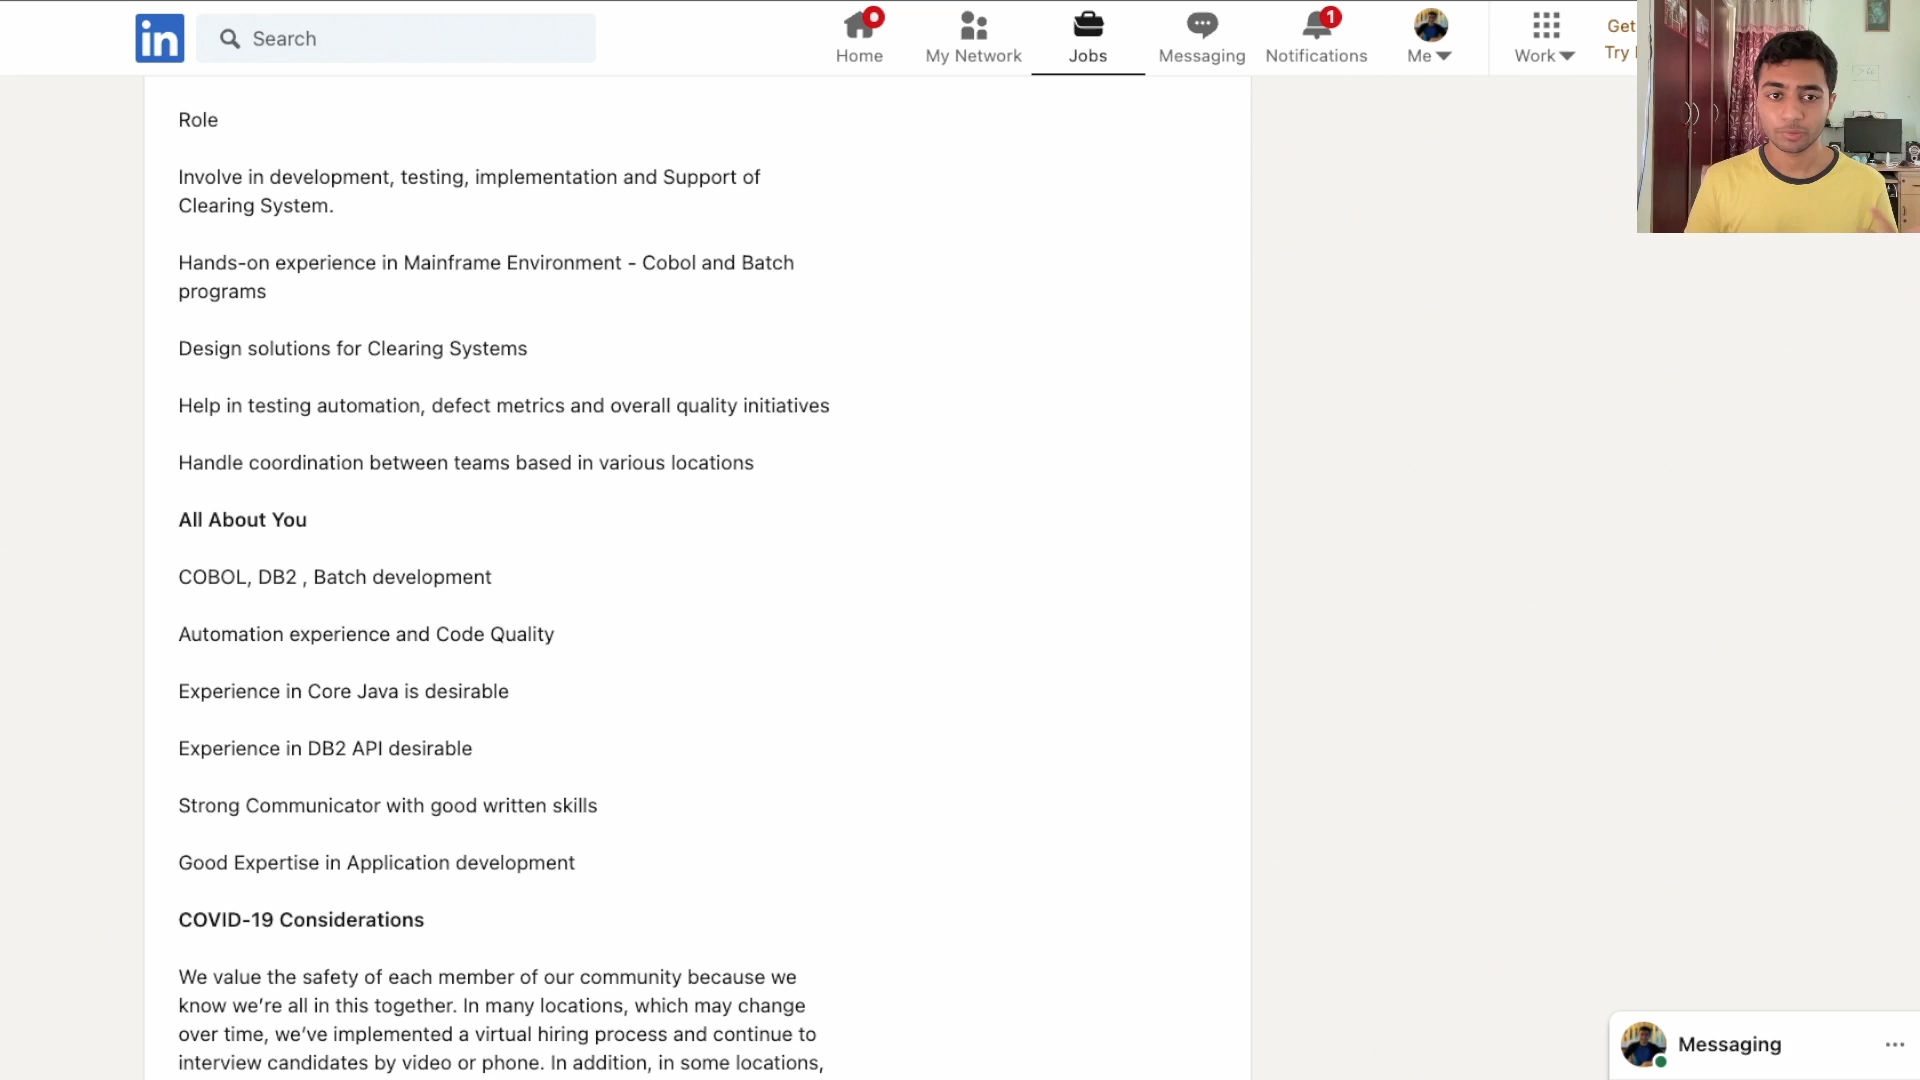 in
Search
Home
My Network
Jobs
Messaging
1
Notifications
Me
Work
Get
Try
Role
Involve in development, testing, implementation and Support of
Clearing System.
Hands-on experience in Mainframe Environment - Cobol and Batch
programs
Design solutions for Clearing Systems
Help in testing automation, defect metrics and overall quality initiatives
Handle coordination between teams based in various locations
All About You
COBOL, DB2 , Batch development
Automation experience and Code Quality
Experience in Core Java is desirable
Experience in DB2 API desirable
Strong Communicator with good written skills
Good Expertise in Application development
COVID-19 Considerations
We value the safety of each member of our community because we
know we’re all in this together. In many locations, which may change
over time, we’ve implemented a virtual hiring process and continue to
interview candidates by video or phone. In addition, in some locations,
Messaging